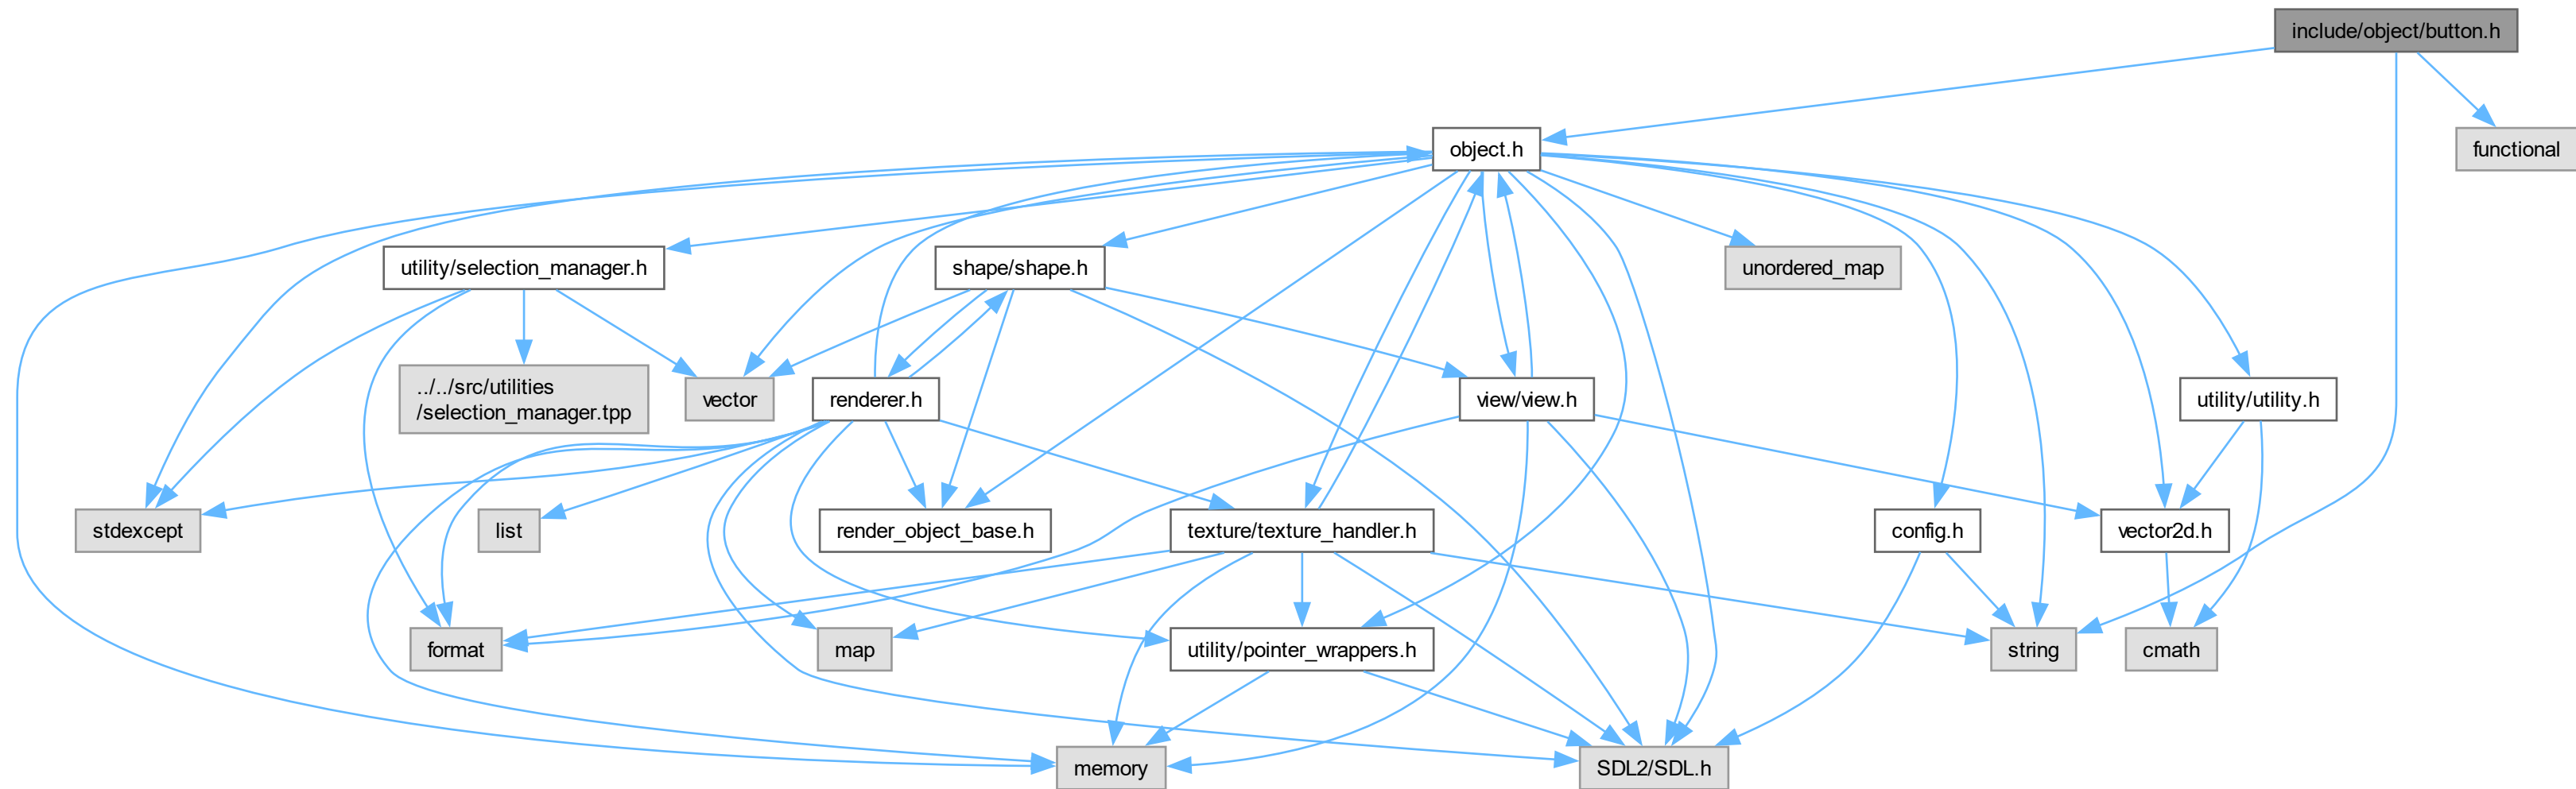 include/object/button.h
object.h
functional
utility/selection_manager.h
shape/shape.h
unordered_map
../../src/utilities
/selection_manager.tpp
vector
renderer.h
view/view.h
utility/utility.h
stdexcept
list
render_object_base.h
texture/texture_handler.h
config.h
vector2d.h
format
map
utility/pointer_wrappers.h
string
cmath
memory
SDL2/SDL.h